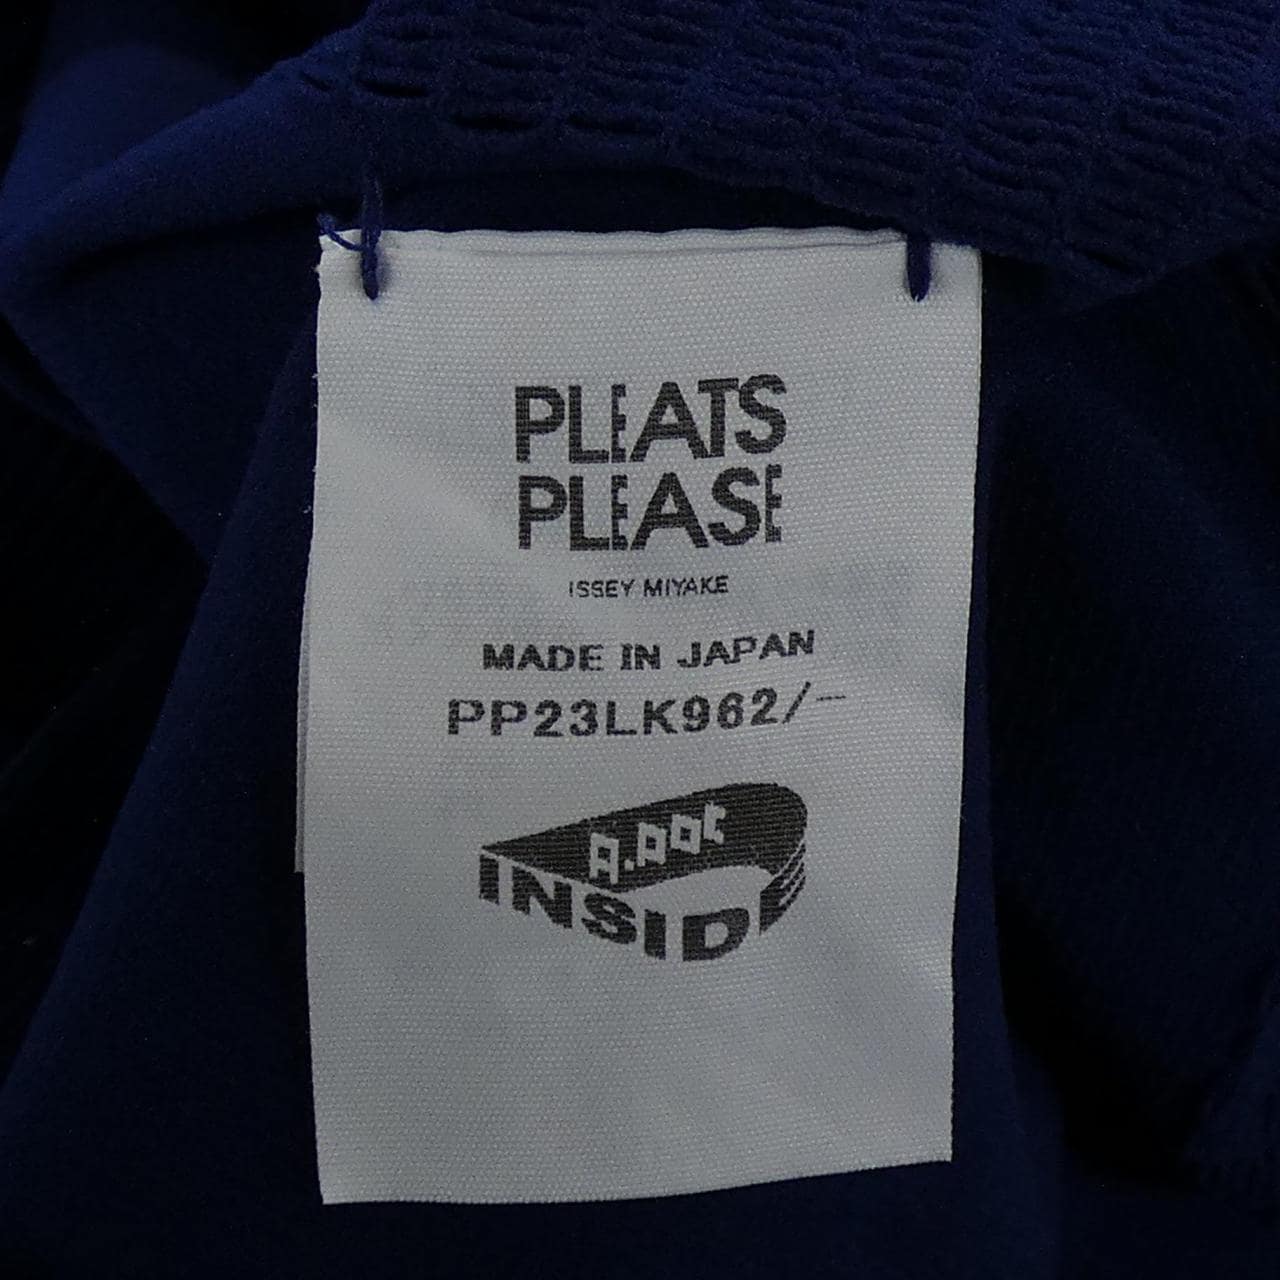 PLEATS
PLEASE
ISSEY MIYAKE
MADE IN JAPAN
PP23LK962/-
A.POC
INSIDE